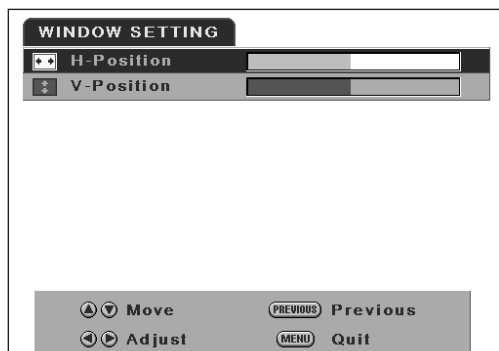 WINDOW SETTING
H-Position
V-Position
Move PREVIOUS Previous
Adjust MENU Quit